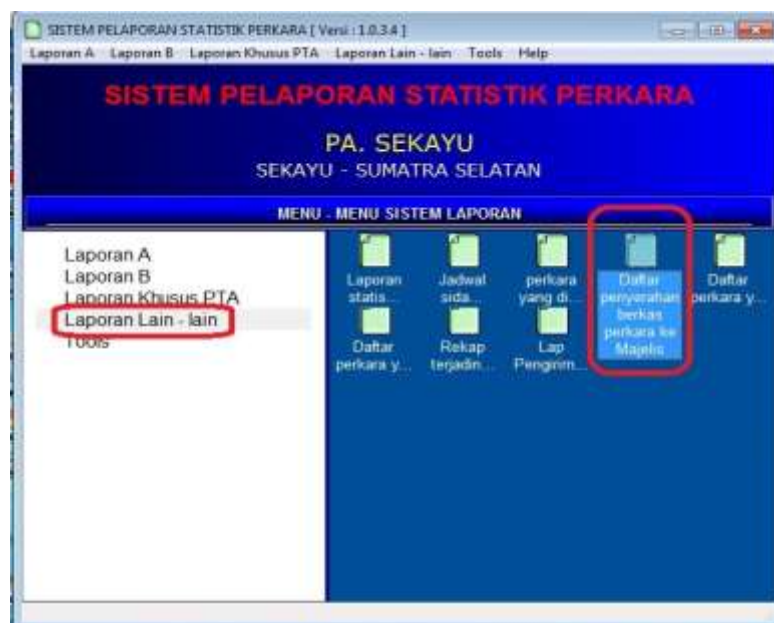 SISTEM PELAPORAN STATISTIK PERKARA [ Versi : 1.0.3.4 ]
Laporan A Laporan B Laporan Khusus PTA Laporan Lain - lain Tools Help
SISTEM PELAPORAN STATISTIK PERKARA
PA. SEKAYU
SEKAYU - SUMATRA SELATAN
MENU - MENU SISTEM LAPORAN
Laporan A
Laporan B
Laporan Khusus PTA
Laporan Lain - lain
Tools
Laporan
statis...
Jadwal
sida...
perkara
yang di...
Daftar
penyerahan
berkas
perkara ke
Majelis
Daftar
perkara y...
Daftar
perkara y...
Rekap
terjadin...
Lap
Pengirim...